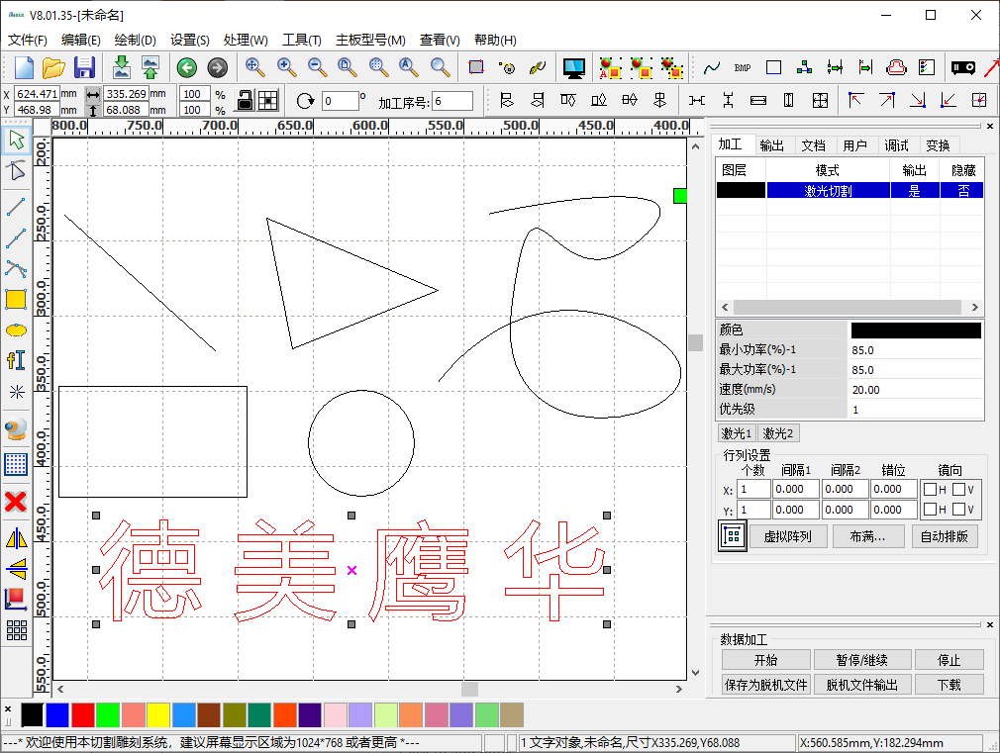 V8.01.35-[未命名]
文件(F) 编辑(E) 绘制(D) 设置(S) 处理(W) 工具(T) 主板型号(M) 查看(V) 帮助(H)
BMP
X 624.471 mm 335.269 mm 100 %
Y 468.98 mm 68.088 mm 100 %
0 ° 加工序号: 6
800.0 750.0 700.0 650.0 600.0 550.0 500.0 450.0 400.0
200.
250.0
300.0
350.0
400.0
450.0
500.0
550.0
德美鹰华
加工 输出 文档 用户 调试 变换
图层 模式 输出 隐藏
激光切割 是 否
颜色
最小功率(%)-1 85.0
最大功率(%)-1 85.0
速度(mm/s) 20.00
优先级 1
激光1 激光2
行列设置
个数 间隔1 间隔2 错位 镜向
X: 1 0.000 0.000 0.000 H V
Y: 1 0.000 0.000 0.000 H V
虚拟阵列 布满... 自动排版
数据加工
开始 暂停/继续 停止
保存为脱机文件 脱机文件输出 下载
---* 欢迎使用本切割雕刻系统，建议屏幕显示区域为1024*768 或者更高 *---
1 文字对象,未命名,尺寸X335.269,Y68.088
X:560.585mm,Y:182.294mm